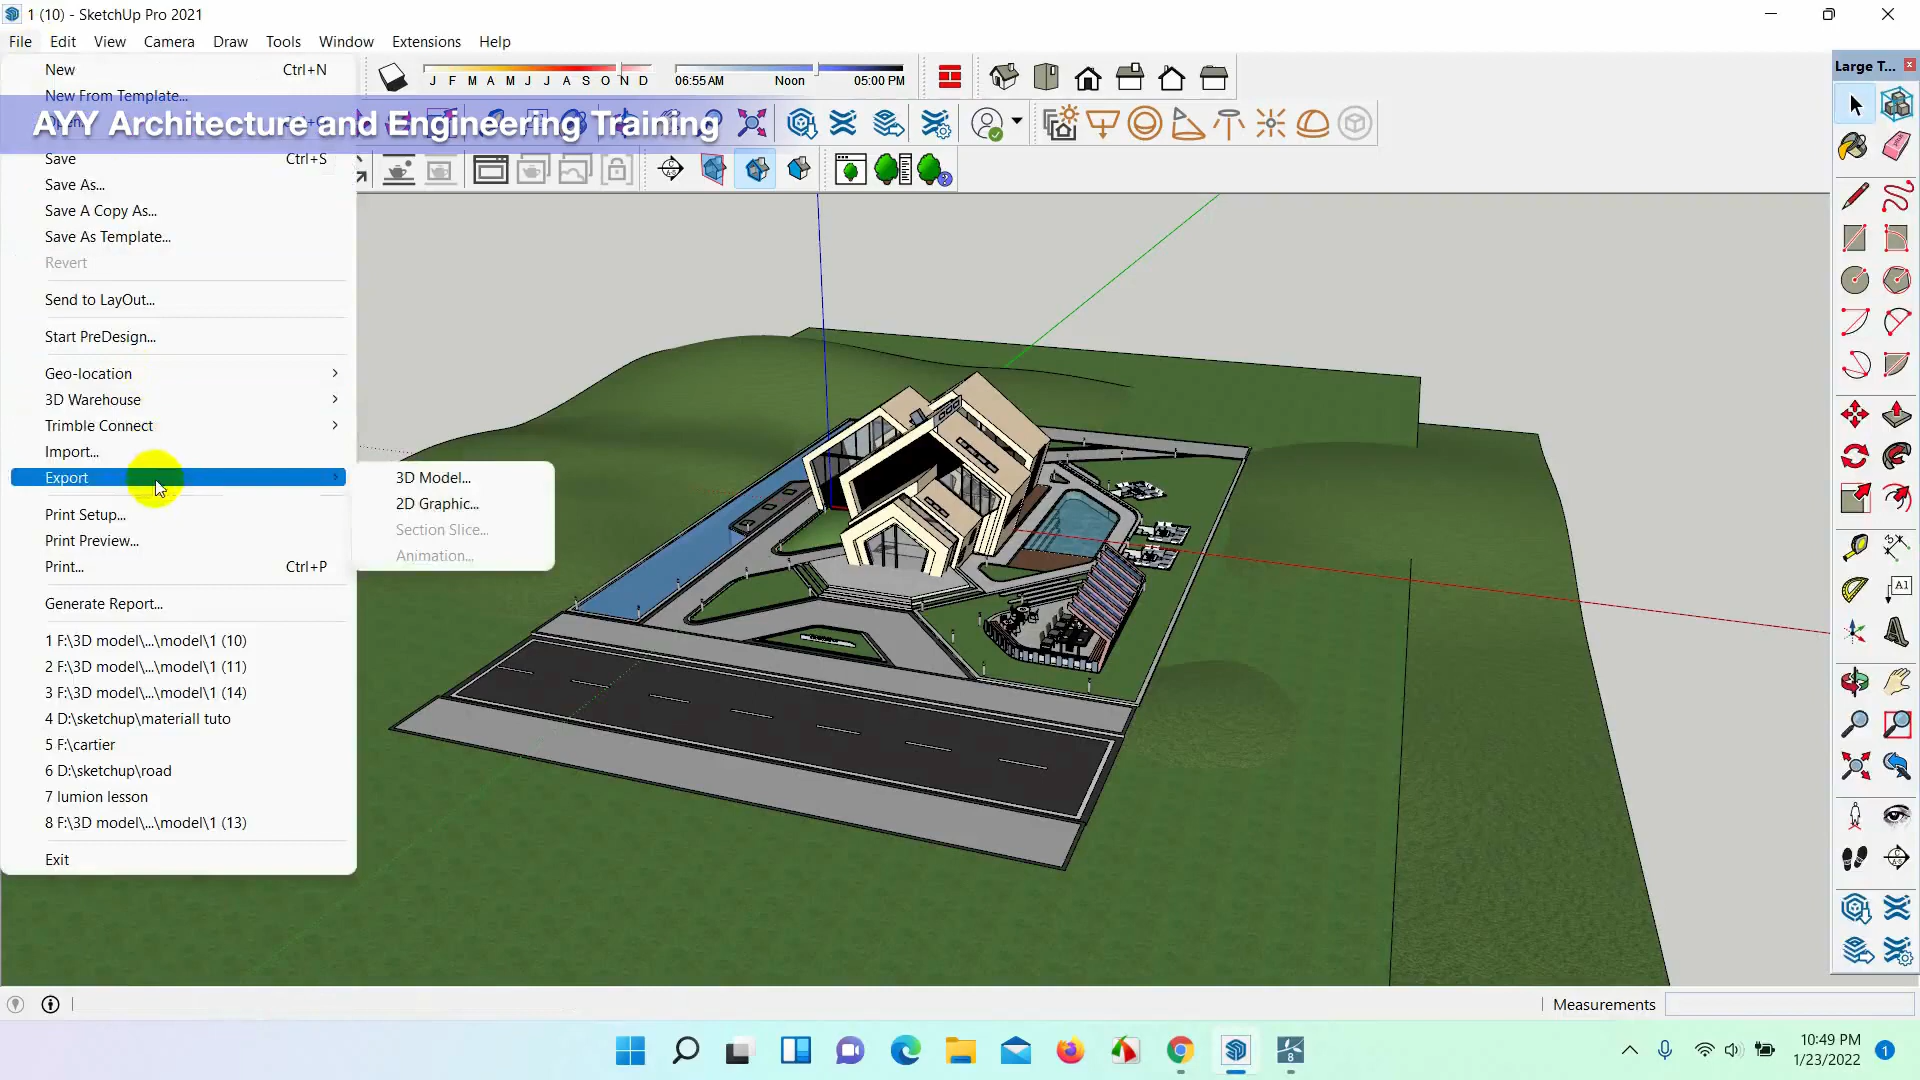 1 (10) - SketchUp Pro 2021
File Edit View Camera Draw Tools Window Extensions Help
New Ctrl+N
New From Template...
AYY Architecture and Engineering Training
Save Ctrl+S
Save As...
Save A Copy As...
Save As Template...
Revert
Send to LayOut...
Start PreDesign...
Geo-location
3D Warehouse
Trimble Connect
Import...
Export
Print Setup...
Print Preview...
Print... Ctrl+P
Generate Report...
1 F:\3D model\...\model\1 (10)
2 F:\3D model\...\model\1 (11)
3 F:\3D model\...\model\1 (14)
4 D:\sketchup\materiall tuto
5 F:\cartier
6 D:\sketchup\road
7 lumion lesson
8 F:\3D model\...\model\1 (13)
Exit
3D Model...
2D Graphic...
Section Slice...
Animation...
J F M A M J J A S O N D
06:55 AM Noon 05:00 PM
Large T...
A1
Measurements
8
10:49 PM
1/23/2022
1